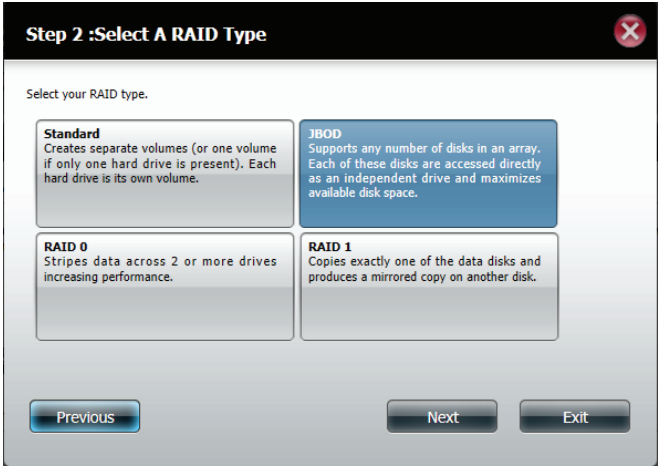 Step 2 :Select A RAID Type
Select your RAID type.
Standard
Creates separate volumes (or one volume
if only one hard drive is present). Each
hard drive is its own volume.
JBOD
Supports any number of disks in an array.
Each of these disks are accessed directly
as an independent drive and maximizes
available disk space.
RAID 0
Stripes data across 2 or more drives
increasing performance.
RAID 1
Copies exactly one of the data disks and
produces a mirrored copy on another disk.
Previous
Next
Exit